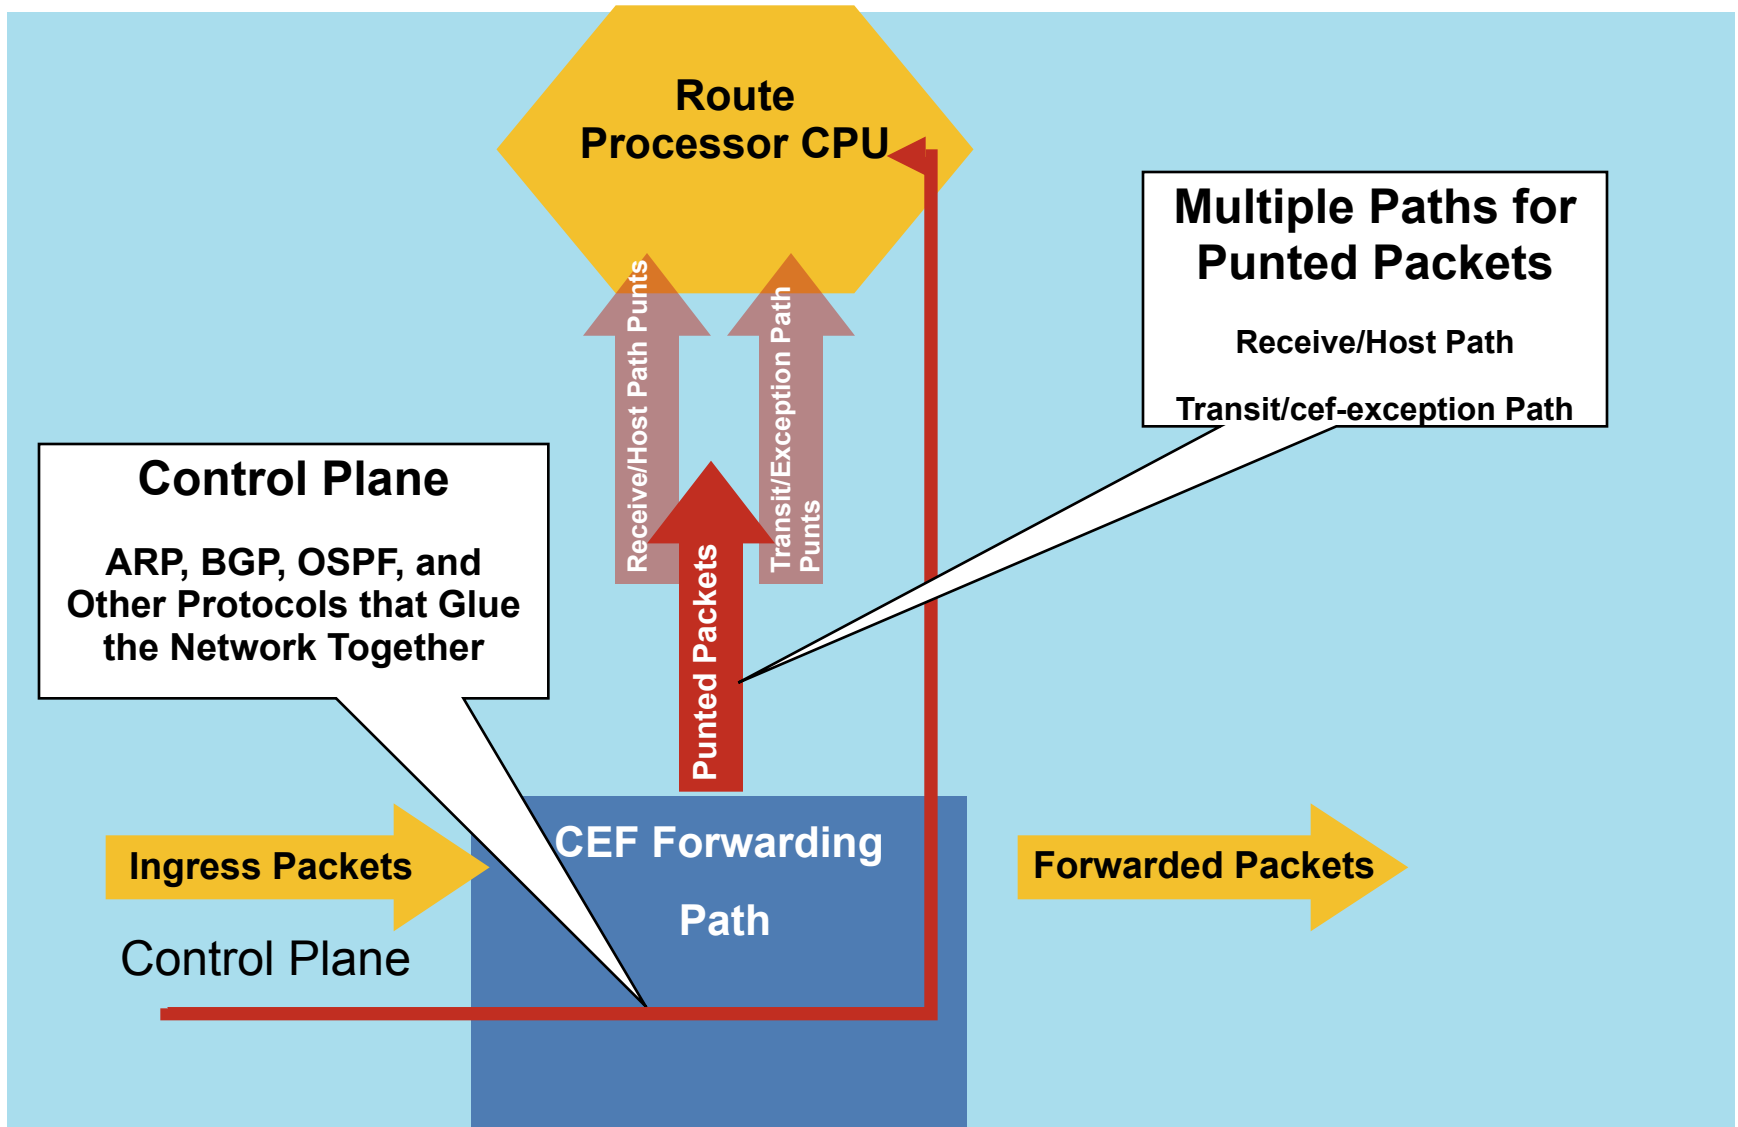 Route
Processor CPU
Multiple Paths for
Punted Packets
Receive/Host Path
Transit/cef-exception Path
Receive/Host Path Punts
Transit/Exception Path
Punts
Control Plane
ARP, BGP, OSPF, and
Other Protocols that Glue
the Network Together
Punted Packets
Ingress Packets
CEF Forwarding
Path
Forwarded Packets
Control Plane